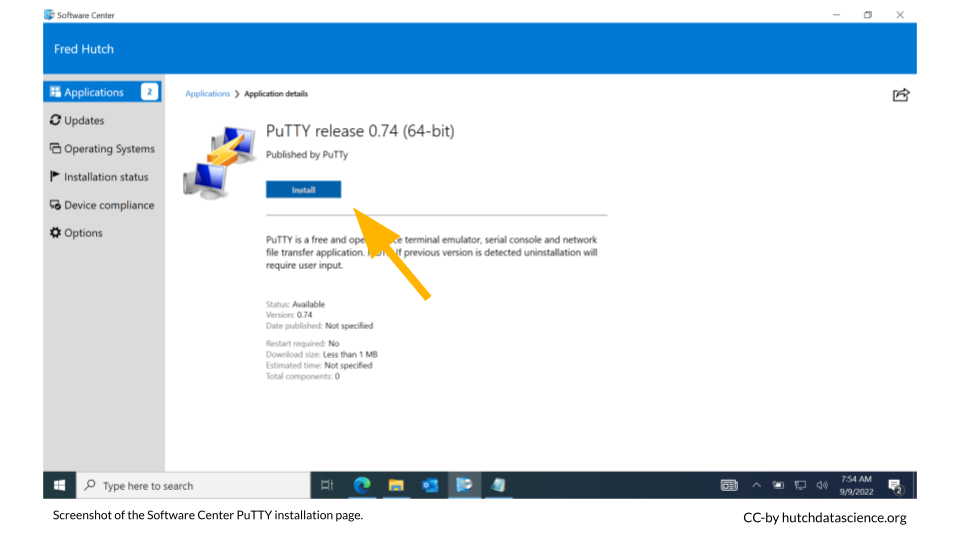 Software Center
Fred Hutch
Applications 2
Updates
Operating Systems
Installation status
Device compliance
Options
Applications > Application details
PuTTY release 0.74 (64-bit)
Published by PuTTy
Install
PuTTY is a free and ope ce terminal emulator, serial console and network
file transfer application. If previous version is detected uninstallation will
require user input.
Status: Available
Version: 0.74
Date published: Not specified
Restart required: No
Download size: Less than 1 MB
Estimated time: Not specified
Total components: 0
Type here to search
7:54 AM
9/9/2022
2
Screenshot of the Software Center PuTTY installation page.
CC-by hutchdatascience.org